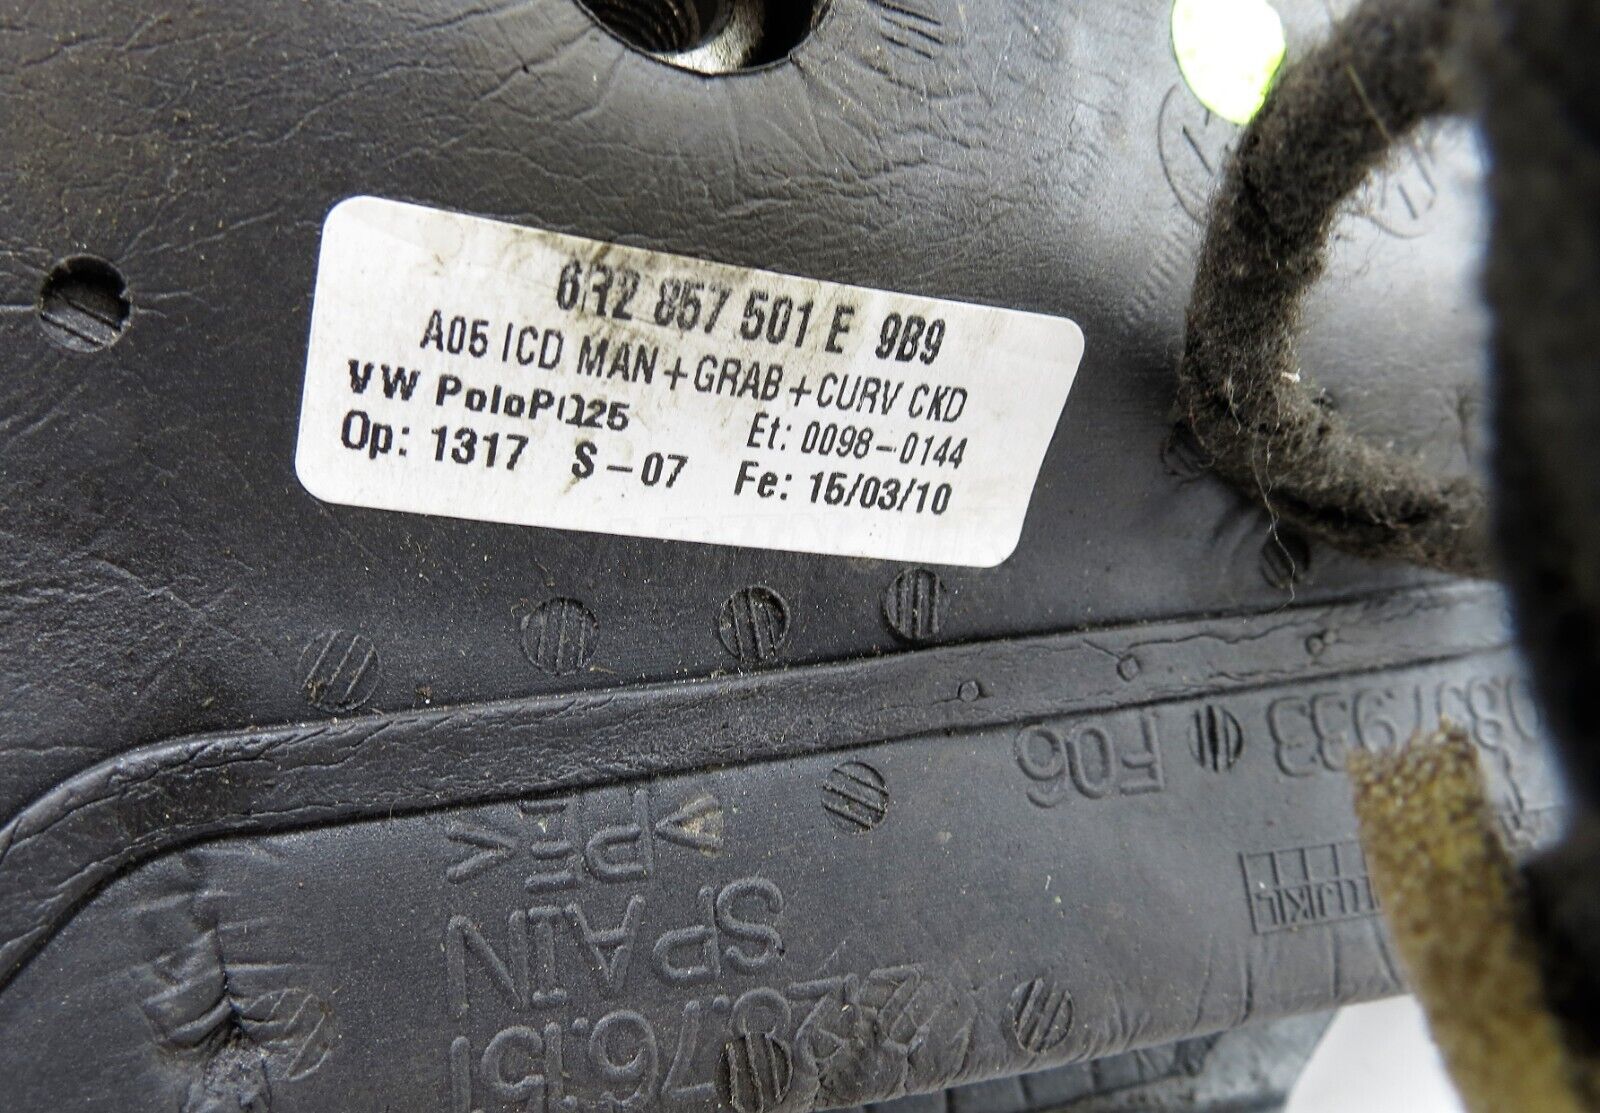 6R2 857 501 E 9B9
A05 ICD MAN+GRAB+CURV CKD
VW PoloPQ25
Et: 0098-0144
Op: 1317 S-07 Fe: 15/03/10
F06
SPAIN